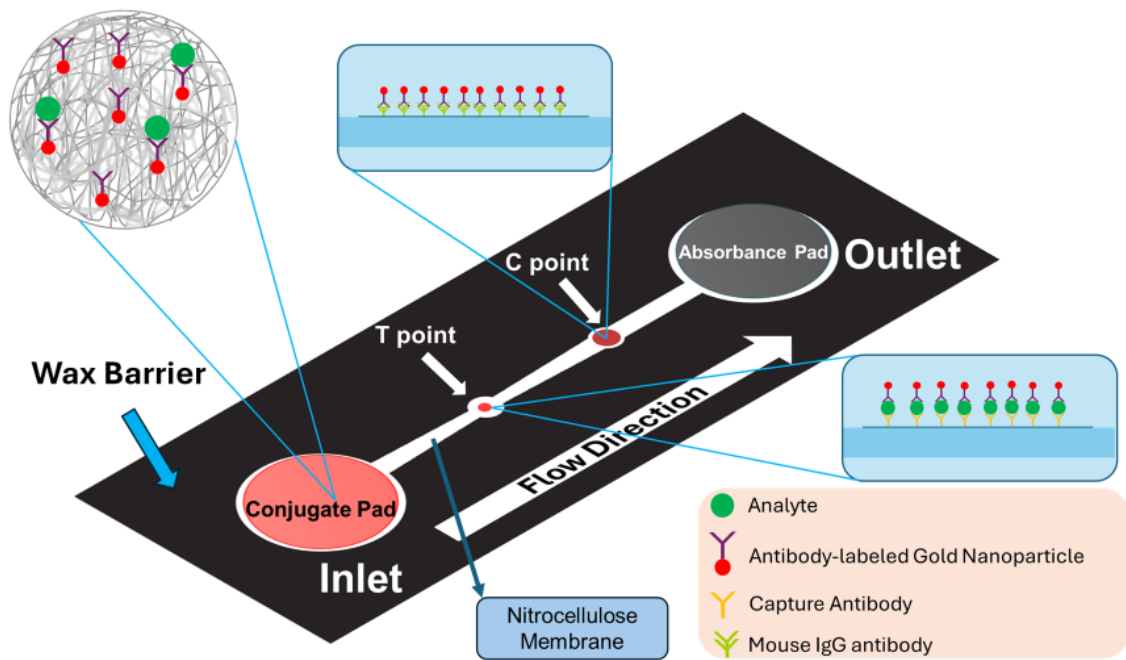 C point
Absorbance Pad
Outlet
T point
Wax Barrier
Flow Direction
Conjugate Pad
Inlet
Nitrocellulose
Membrane
Analyte
Antibody-labeled Gold Nanoparticle
Capture Antibody
Mouse IgG antibody